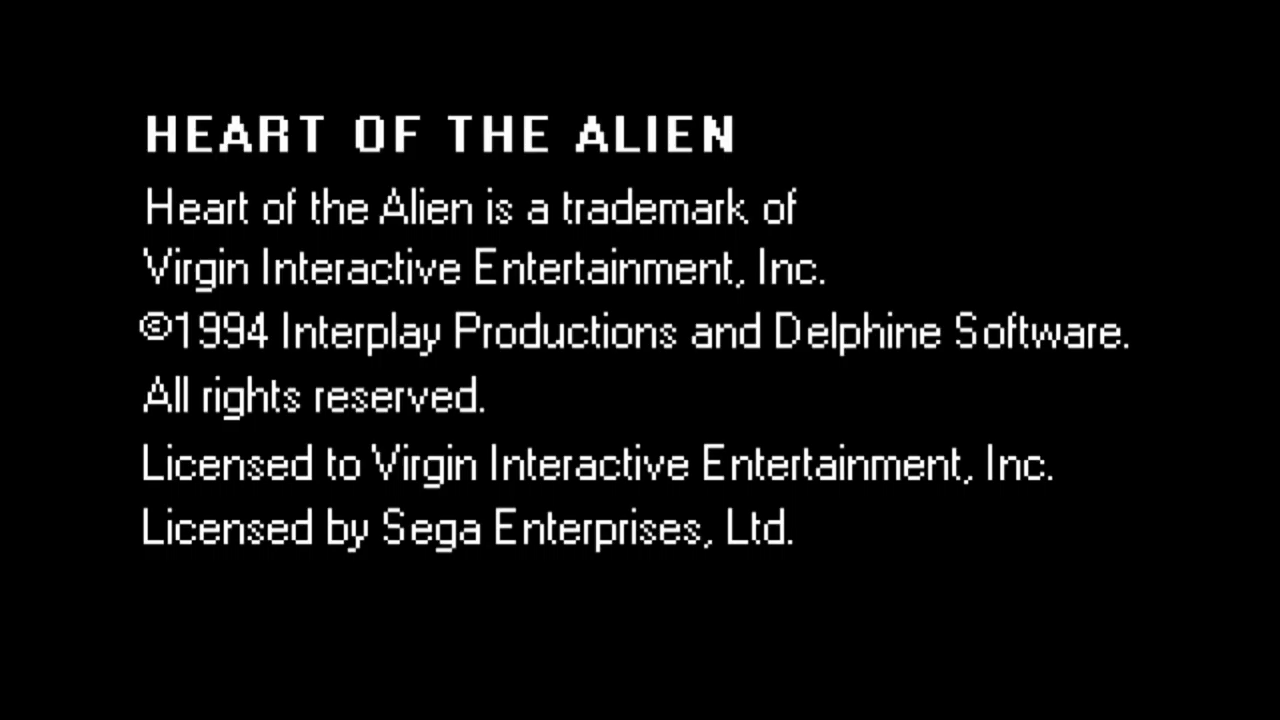 HEART OF THE ALIEN
Heart of the Alien is a trademark of
Virgin Interactive Entertainment, Inc.
©1994 Interplay Productions and Delphine Software.
All rights reserved.
Licensed to Virgin Interactive Entertainment, Inc.
Licensed by Sega Enterprises, Ltd.